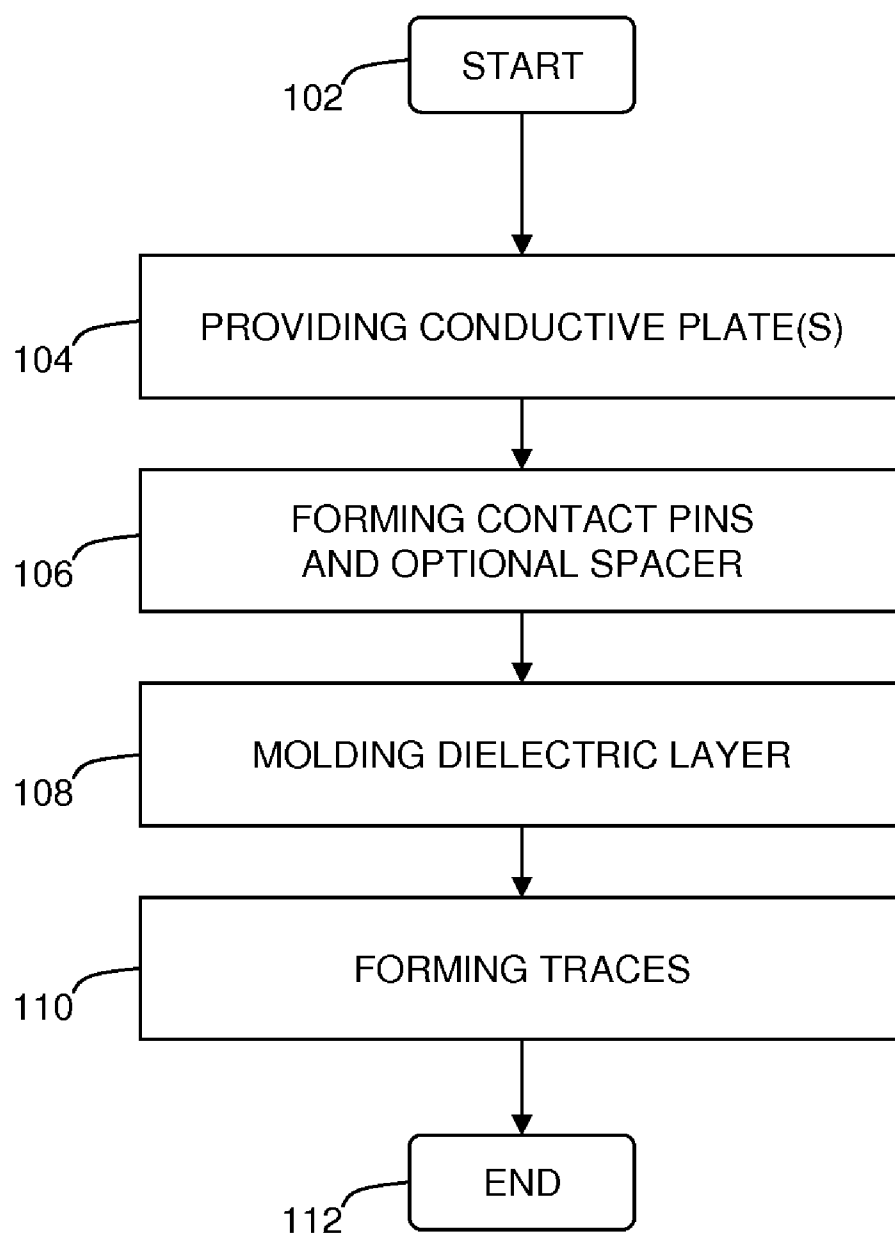 START
102
PROVIDING CONDUCTIVE PLATE(S)
104
FORMING CONTACT PINS
AND OPTIONAL SPACER
106
MOLDING DIELECTRIC LAYER
108
FORMING TRACES
110
END
112